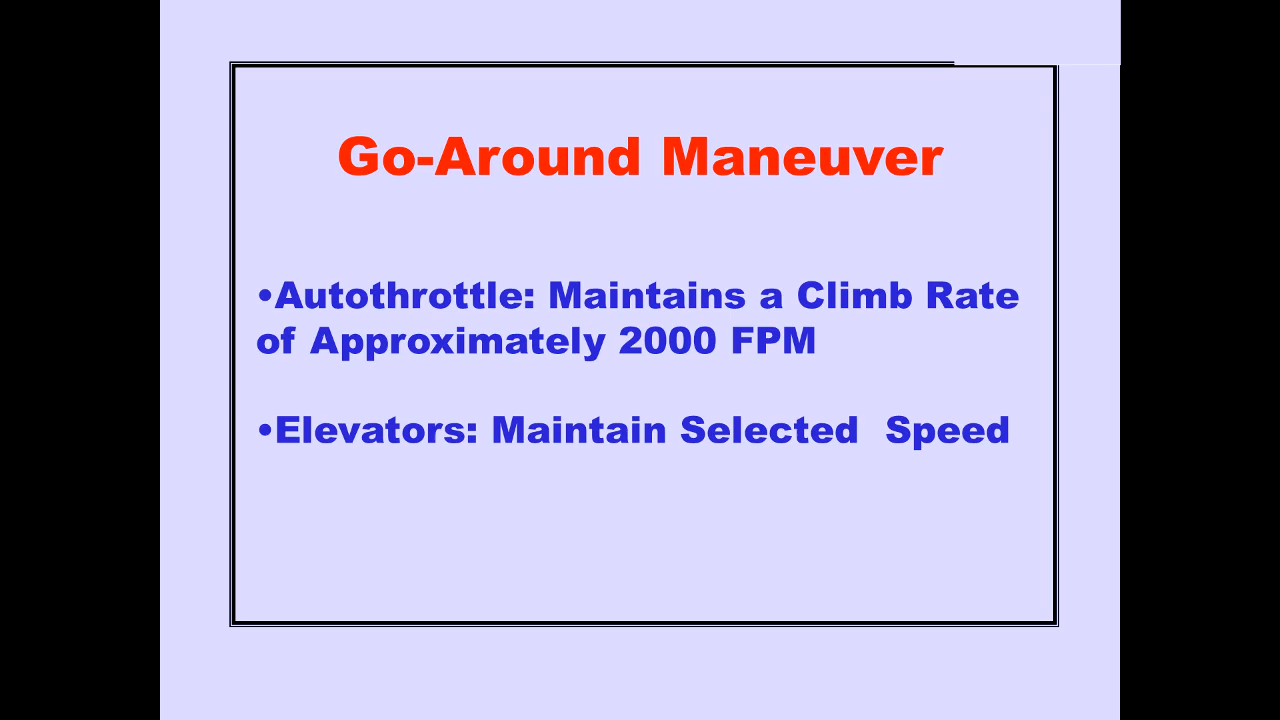 Go-Around Maneuver
•Autothrottle: Maintains a Climb Rate
of Approximately 2000 FPM
•Elevators: Maintain Selected  Speed